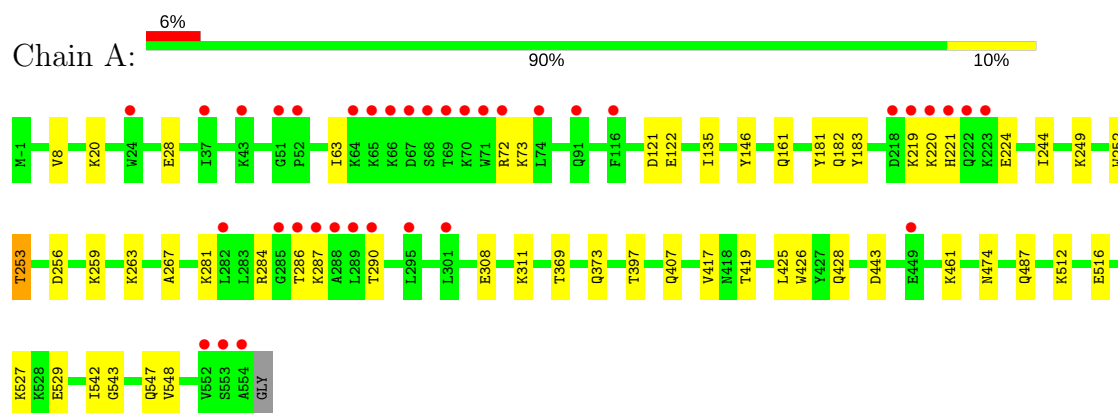 6%
Chain A:
90%
10%
M-1
V8
K20
W24
E28
I37
K43
G51
P52
I63
K64
K65
K66
D67
S68
T69
K70
W71
R72
K73
L74
Q91
F116
D121
E122
I135
Y146
Q161
Y181
Q182
Y183
D218
K219
K220
H221
Q222
K223
E224
I244
K249
T253
D256
K259
K263
A267
K281
L282
L283
R284
G285
T286
K287
A288
L289
T290
L295
L301
E308
K311
T369
Q373
T397
Q407
V417
N418
T419
L425
W426
Y427
Q428
D443
E449
K461
N474
Q487
K512
E516
K527
K528
E529
I542
G543
Q547
V548
V552
S553
A554
GLY